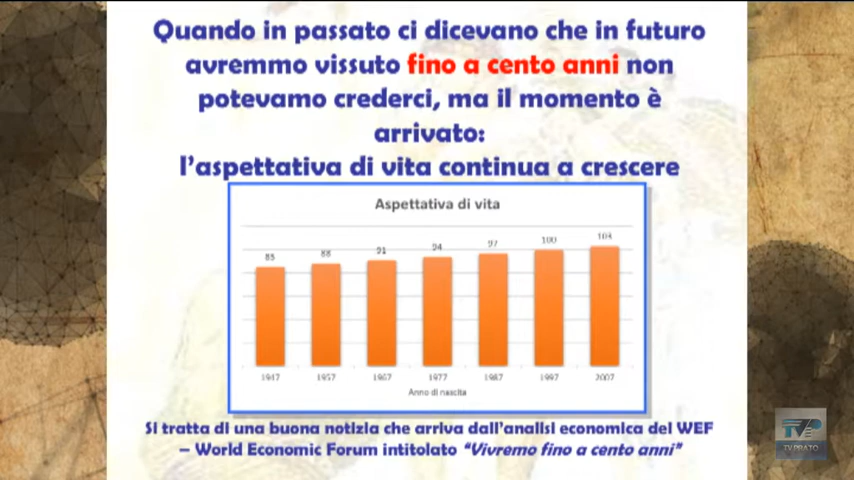 Quando in passato ci dicevano che in futuro
avremmo vissuto fino a cento anni non
potevamo crederci, ma il momento è
arrivato:
l'aspettativa di vita continua a crescere
Aspettativa di vita
85 88 91 94 97 100 103
1947 1957 1967 1977 1987 1997 2007
Anno di nascita
Si tratta di una buona notizia che arriva dall'analisi economica del WEF
– World Economic Forum intitolato "Vivremo fino a cento anni"
TVP
TV PRATO